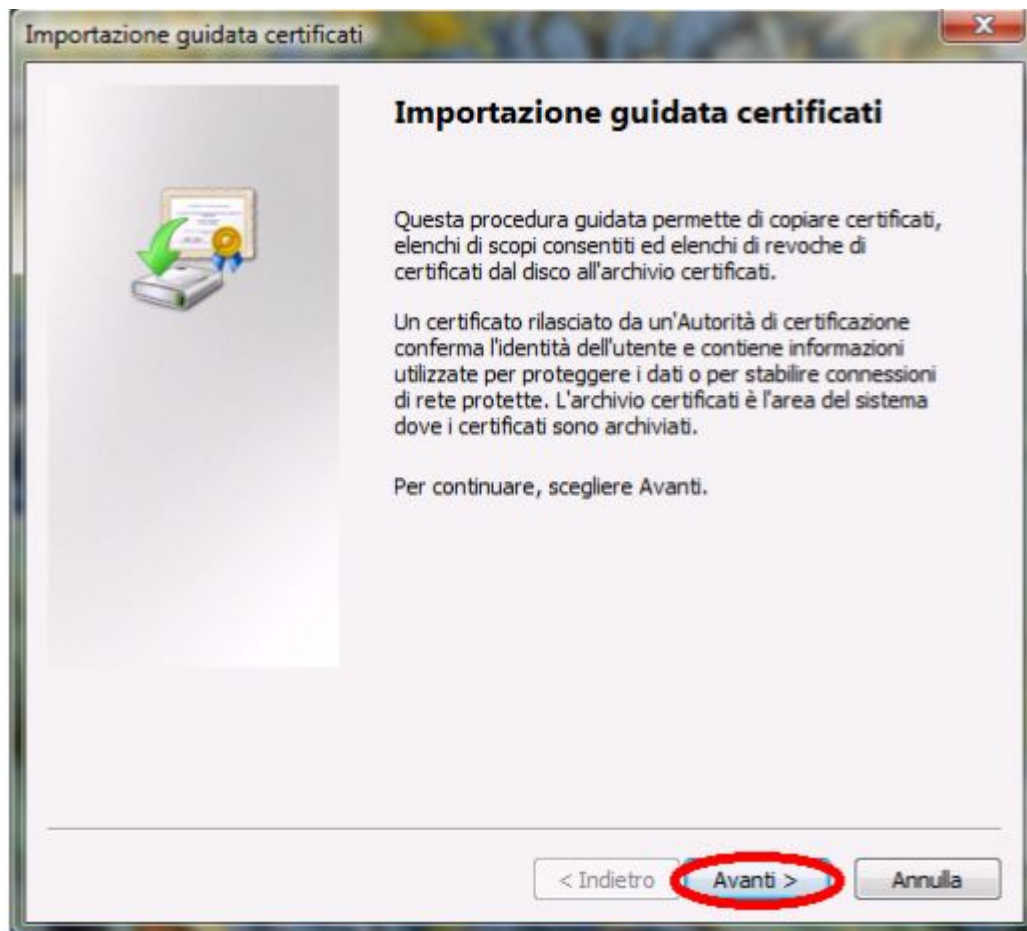 Importazione guidata certificati
Importazione guidata certificati
Questa procedura guidata permette di copiare certificati,
elenchi di scopi consentiti ed elenchi di revoche di
certificati dal disco all'archivio certificati.
Un certificato rilasciato da un'Autorità di certificazione
conferma l'identità dell'utente e contiene informazioni
utilizzate per proteggere i dati o per stabilire connessioni
di rete protette. L'archivio certificati è l'area del sistema
dove i certificati sono archiviati.
Per continuare, scegliere Avanti.
< Indietro Avanti > Annulla